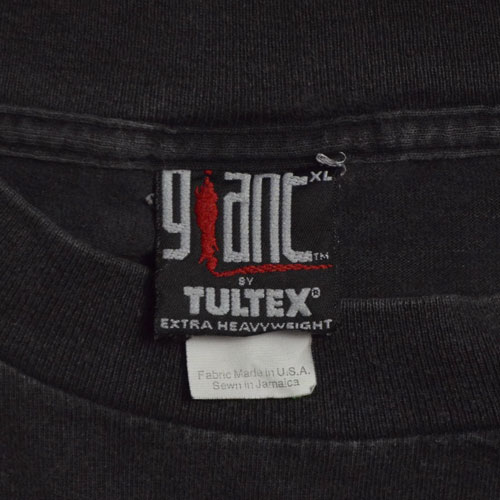 giant XL
TM
BY
TULTEX®
EXTRA HEAVYWEIGHT
Fabric Made in U.S.A.
Sewn in Jamaica